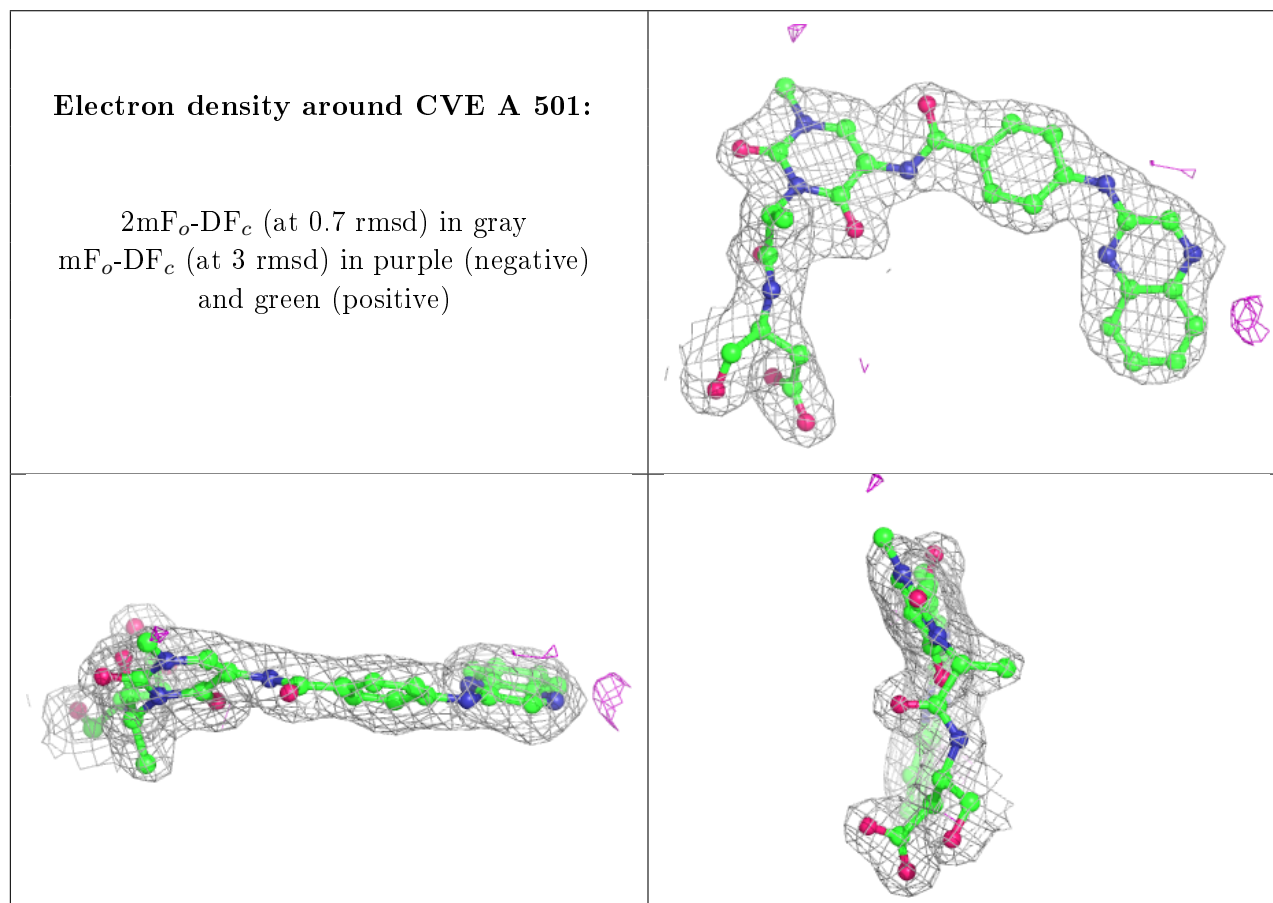 Electron density around CVE A 501:
2mFo-DFc (at 0.7 rmsd) in gray
mFo-DFc (at 3 rmsd) in purple (negative)
and green (positive)